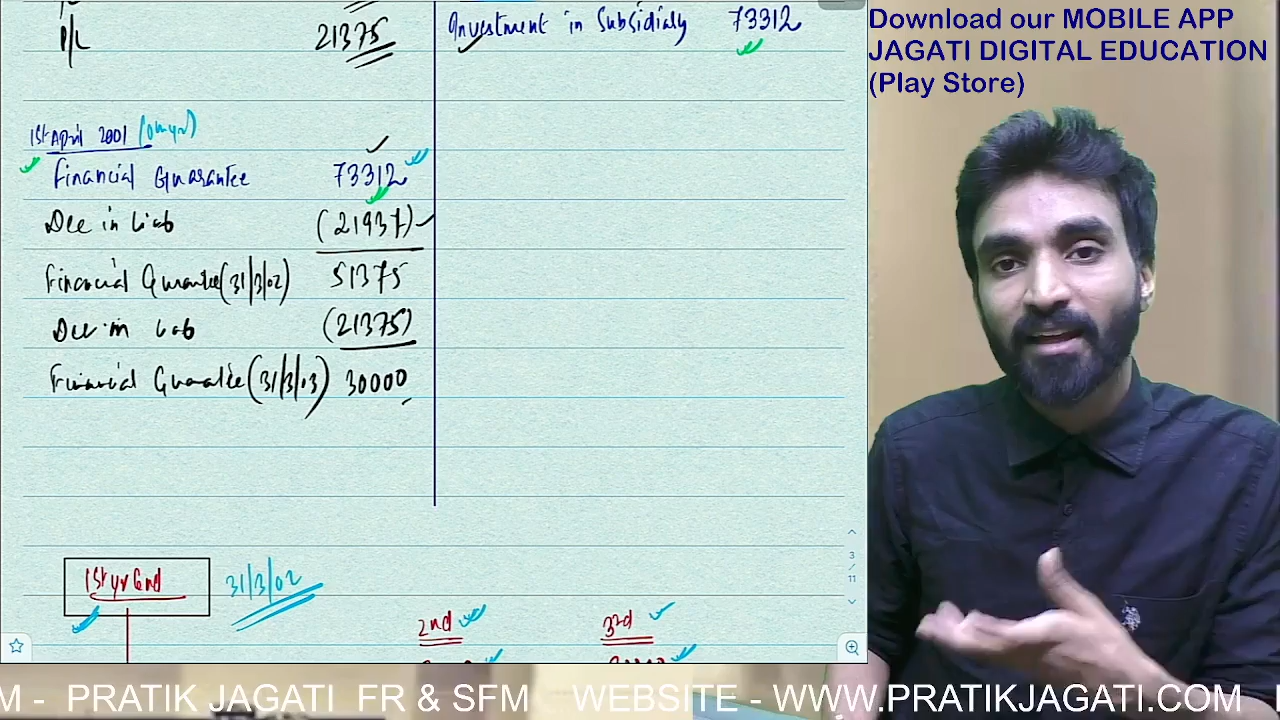 P/L 21375
Investment in Subsidiary 73312
1st April 2001 (0th yr)
Financial Guarantee 73312
Dec in Liab (21937)
Financial Guarantee (31/3/02) 51375
Dec in Liab (21375)
Financial Guarantee (31/3/03) 30000
1st yr End 31/3/02
2nd 3rd
3
11
Download our MOBILE APP
JAGATI DIGITAL EDUCATION
(Play Store)
M - PRATIK JAGATI FR & SFM WEBSITE - WWW.PRATIKJAGATI.COM